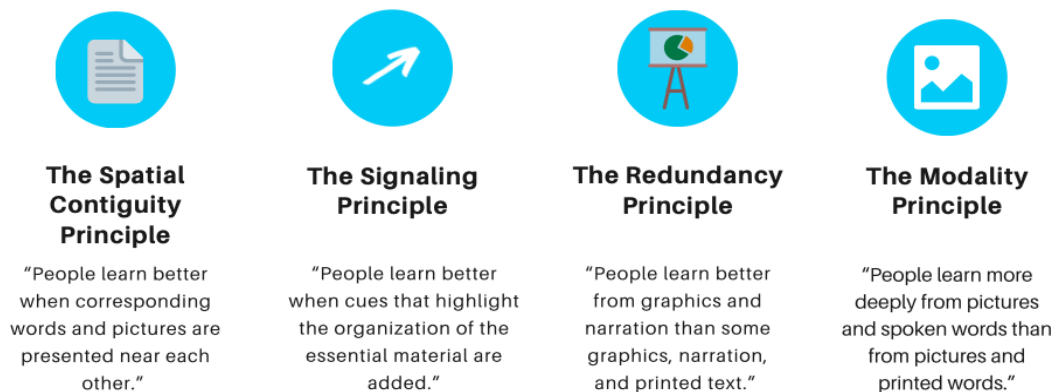 The Spatial
Contiguity
Principle
“People learn better
when corresponding
words and pictures are
presented near each
other.”
The Signaling
Principle
“People learn better
when cues that highlight
the organization of the
essential material are
added.”
The Redundancy
Principle
“People learn better
from graphics and
narration than some
graphics, narration,
and printed text.”
The Modality
Principle
“People learn more
deeply from pictures
and spoken words than
from pictures and
printed words.”